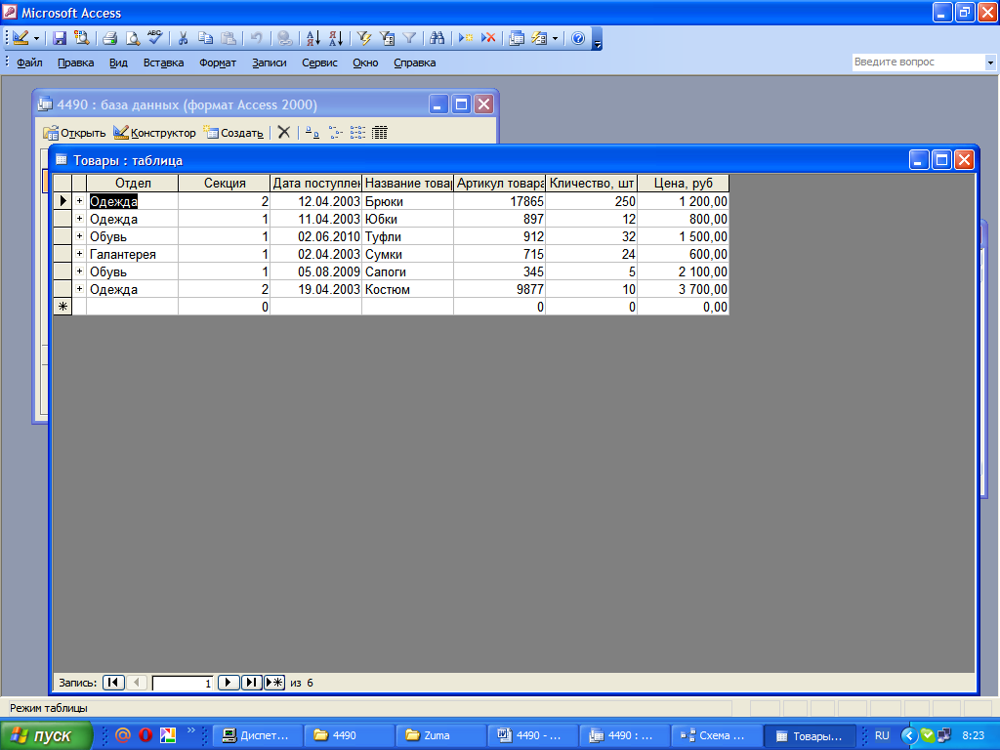 Microsoft Access
Файл Правка Вид Вставка Формат Записи Сервис Окно Справка Введите вопрос
4490 : база данных (формат Access 2000)
Открыть Конструктор Создать
Товары : таблица
Отдел Секция Дата поступлен Название товар Артикул товара Кличество, шт Цена, руб
+ Одежда 2 12.04.2003 Брюки 17865 250 1 200,00
+ Одежда 1 11.04.2003 Юбки 897 12 800,00
+ Обувь 1 02.06.2010 Туфли 912 32 1 500,00
+ Галантерея 1 02.04.2003 Сумки 715 24 600,00
+ Обувь 1 05.08.2009 Сапоги 345 5 2 100,00
+ Одежда 2 19.04.2003 Костюм 9877 10 3 700,00
0 0 0 0,00
Запись: 1 из 6
Режим таблицы
пуск Диспет... 4490 Zuma 4490 - ... 4490 : ... Схема ... Товары... RU 8:23